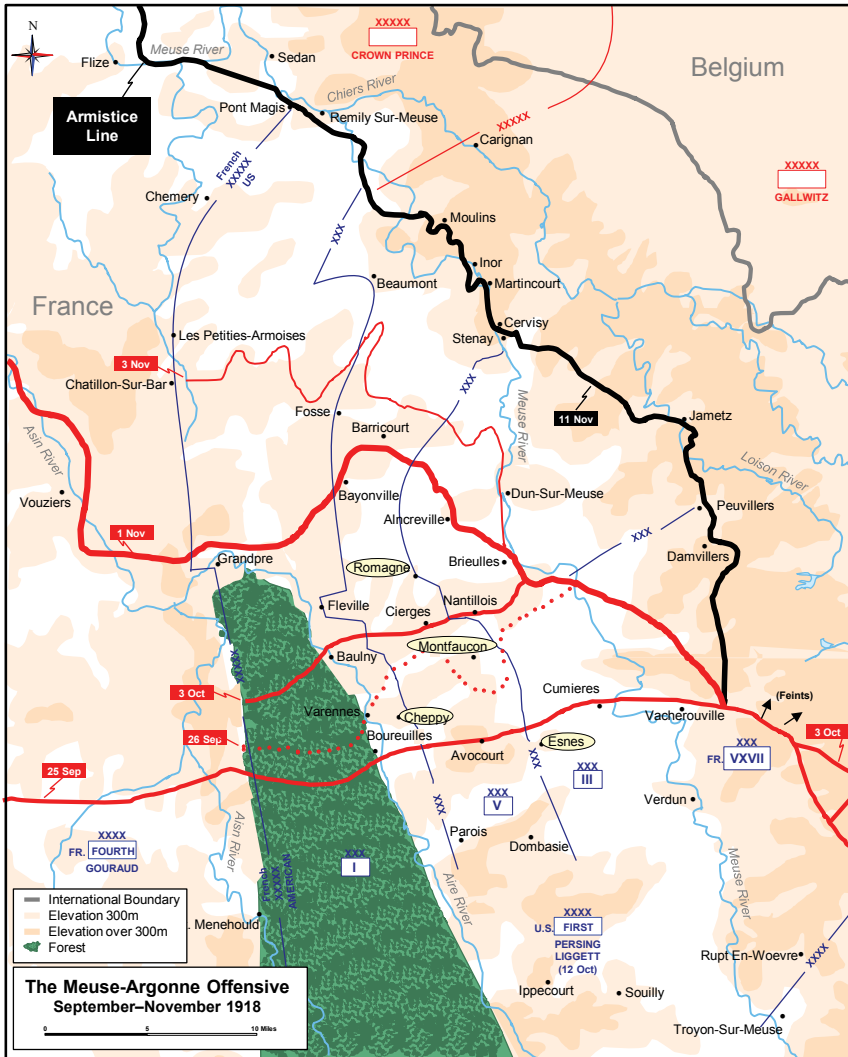 N
Flize
Meuse River
Sedan
XXXXX
CROWN PRINCE
Belgium
Armistice
Line
Pont Magis
Chiers River
Remily Sur-Meuse
XXXXX
Carignan
XXXXX
GALLWITZ
French
XXXXX
US
Chemery
XXX
Moulins
Inor
Beaumont
Martincourt
France
Cervisy
Stenay
Les Petities-Armoises
3 Nov
Chatillon-Sur-Bar
XXX
Meuse River
11 Nov
Jametz
Fosse
Barricourt
Asin River
Loison River
Vouziers
Bayonville
Dun-Sur-Meuse
Peuvillers
Alncreville
1 Nov
XXX
Damvillers
Grandpre
Romagne
Brieulles
Fleville
Nantillois
Cierges
XXXXX
Baulny
Montfaucon
3 Oct
Cumieres
(Feints)
Varennes
Cheppy
Vacherouville
26 Sep
Boureuilles
Avocourt
Esnes
XXX
FR. VXVII
3 Oct
25 Sep
XXX
XXX
III
XXX
V
XXX
Verdun
Aisn River
Parois
Dombasie
XXXX
FR. FOURTH
GOURAUD
XXX
I
French
XXXXX
AMERICAN
Aire River
Meuse River
International Boundary
Elevation 300m
Elevation over 300m
Forest
. Menehould
XXXX
U.S. FIRST
PERSING
LIGGETT
(12 Oct)
XXXX
Rupt En-Woevre
The Meuse-Argonne Offensive
September–November 1918
0 5 10 Miles
Ippecourt
Souilly
Troyon-Sur-Meuse